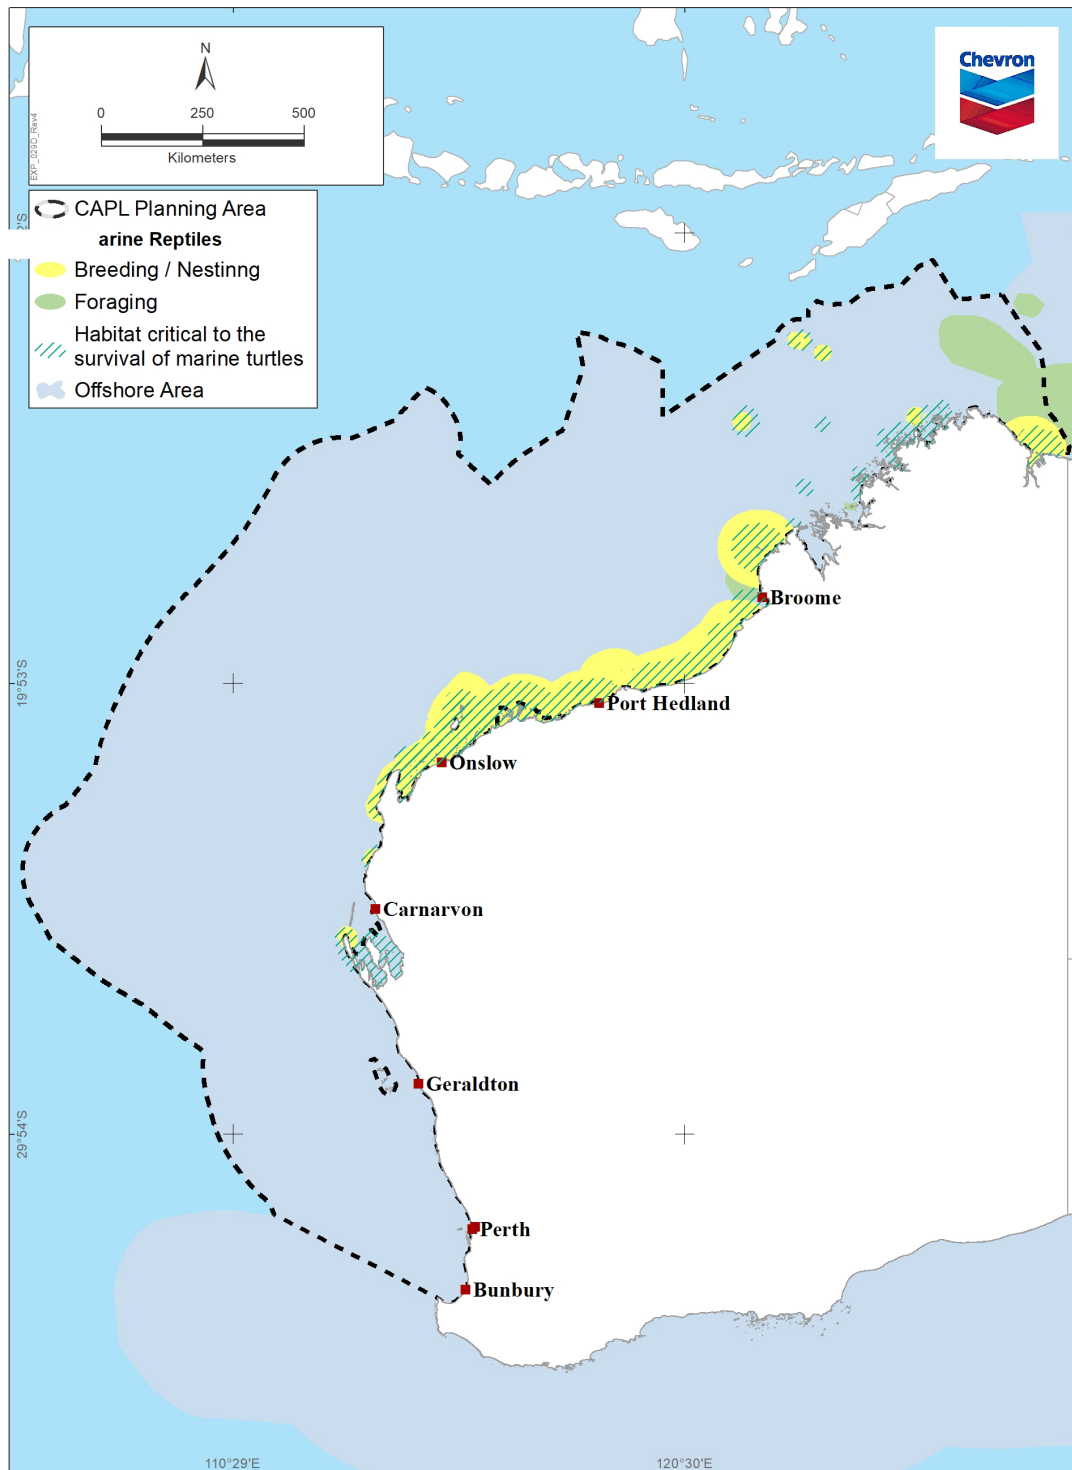 N
0 250 500
Kilometers
EXP_029D_Rev4
Chevron
CAPL Planning Area
arine Reptiles
Breeding / Nestinng
Foraging
Habitat critical to the
survival of marine turtles
Offshore Area
2°S
Broome
19°53'S
Port Hedland
Onslow
Carnarvon
Geraldton
29°54'S
Perth
Bunbury
110°29'E 120°30'E